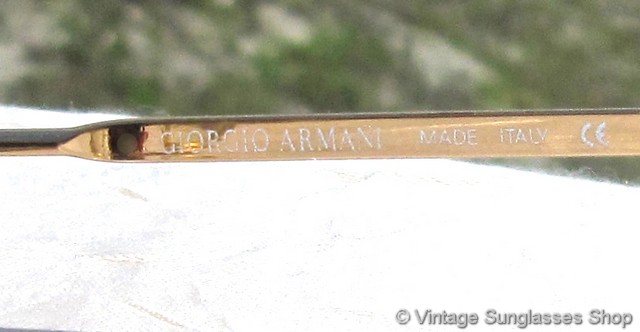 GIORGIO ARMANI MADE ITALY CE
© Vintage Sunglasses Shop